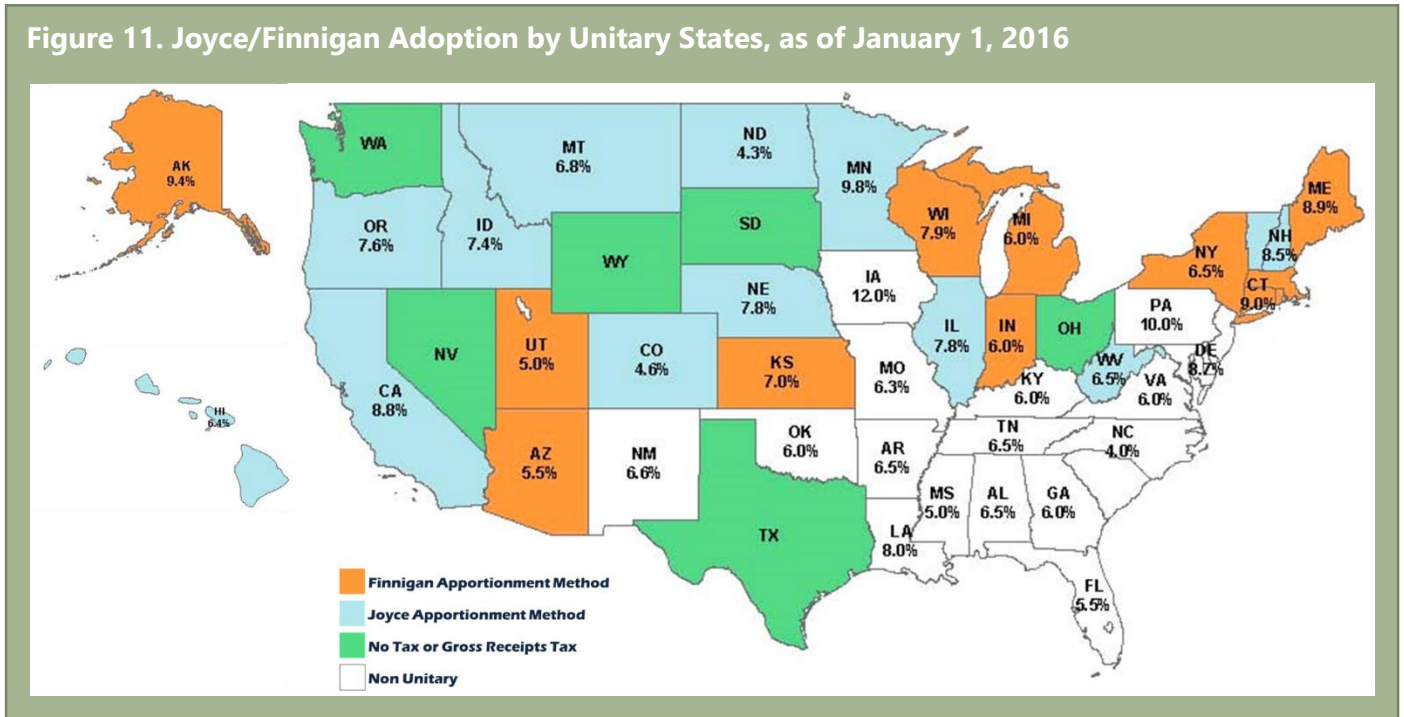 Figure 11. Joyce/Finnigan Adoption by Unitary States, as of January 1, 2016
AK
9.4%
WA
MT
6.8%
ND
4.3%
MN
9.8%
OR
7.6%
ID
7.4%
WY
SD
WI
7.9%
MI
6.0%
ME
8.9%
NH
8.5%
NY
6.5%
CT
9.0%
NE
7.8%
IA
12.0%
PA
10.0%
NV
UT
5.0%
CO
4.6%
KS
7.0%
MO
6.3%
IL
7.8%
IN
6.0%
OH
WV
6.5%
DE
8.7%
VA
6.0%
KY
6.0%
CA
8.8%
HI
6.4%
AZ
5.5%
NM
6.6%
OK
6.0%
AR
6.5%
TN
6.5%
NC
4.0%
MS
5.0%
AL
6.5%
GA
6.0%
TX
LA
8.0%
FL
5.5%
Finnigan Apportionment Method
Joyce Apportionment Method
No Tax or Gross Receipts Tax
Non Unitary